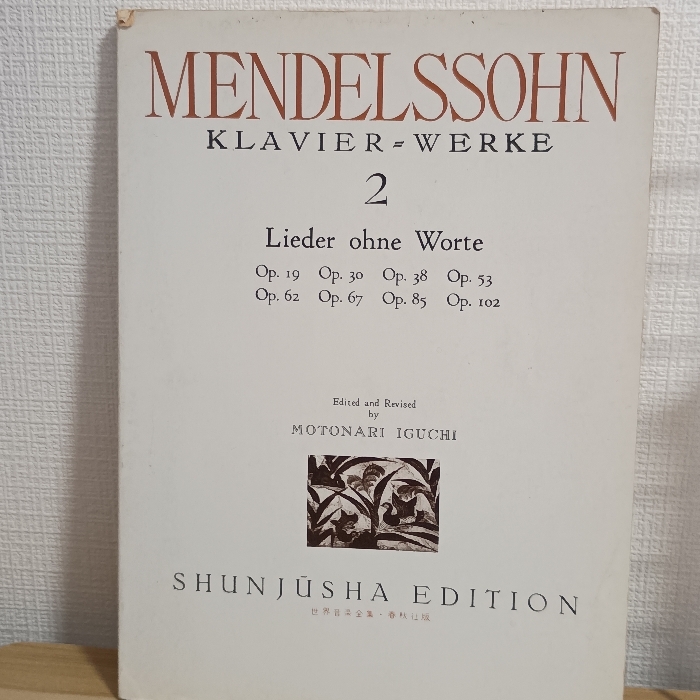 MENDELSSOHN
KLAVIER=WERKE
2
Lieder ohne Worte
Op. 19 Op. 30 Op. 38 Op. 53
Op. 62 Op. 67 Op. 85 Op. 102
Edited and Revised
by
MOTONARI IGUCHI
SHUNJŪSHA EDITION
世界音楽全集・春秋社版